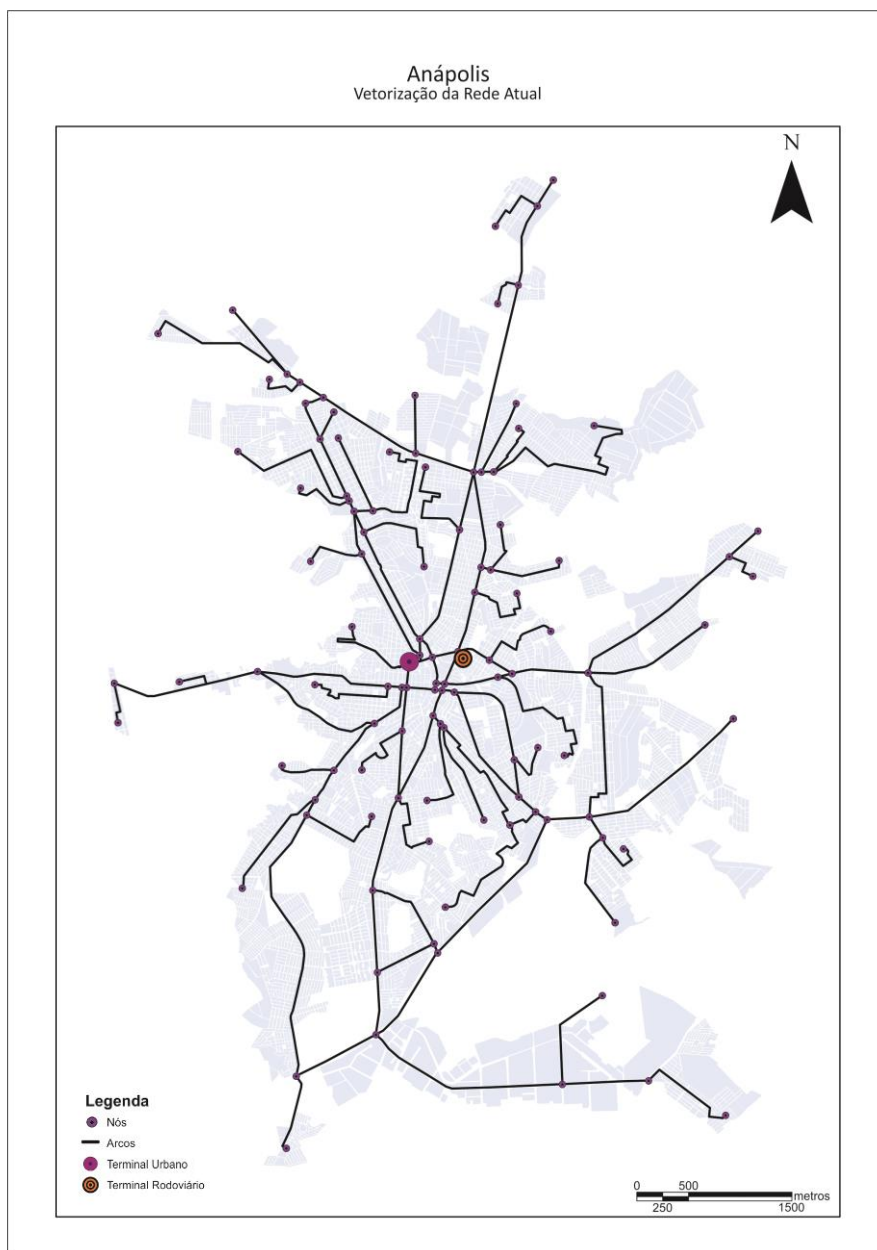 Anápolis
Vetorização da Rede Atual
N
Legenda
Nós
Arcos
Terminal Urbano
Terminal Rodoviário
0 500
metros
250 1500